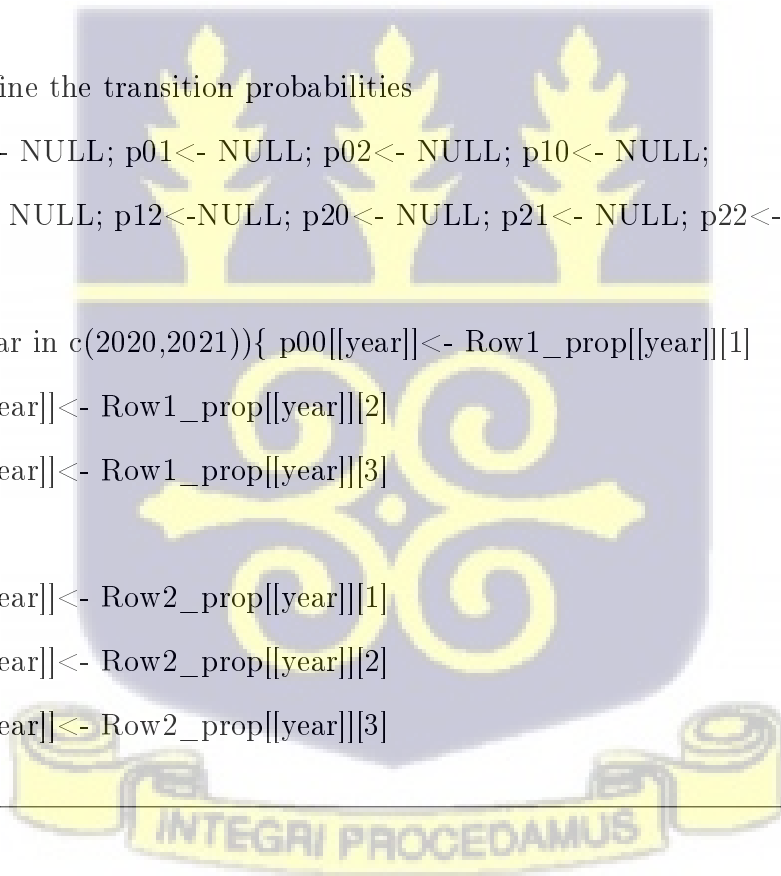 ine the transition probabilities
- NULL; p01<- NULL; p02<- NULL; p10<- NULL;
NULL; p12<-NULL; p20<- NULL; p21<- NULL; p22<-
ar in c(2020,2021)){ p00[[year]]<- Row1_prop[[year]][1]
ear]]<- Row1_prop[[year]][2]
ear]]<- Row1_prop[[year]][3]
ear]]<- Row2_prop[[year]][1]
ear]]<- Row2_prop[[year]][2]
ear]]<- Row2_prop[[year]][3]
INTEGRI PROCEDAMUS